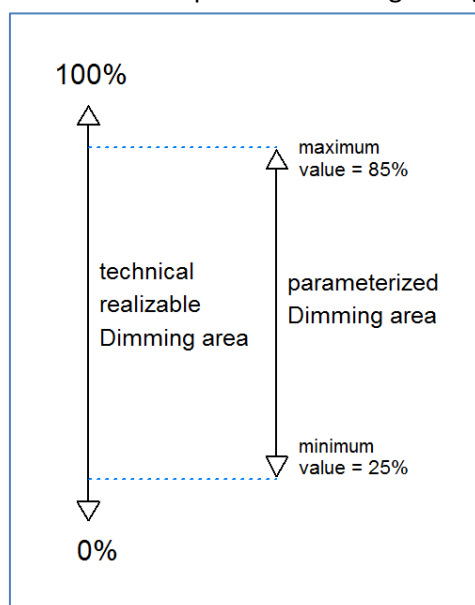 100%
maximum
value = 85%
technical
realizable
Dimming area
parameterized
Dimming area
minimum
value = 25%
0%